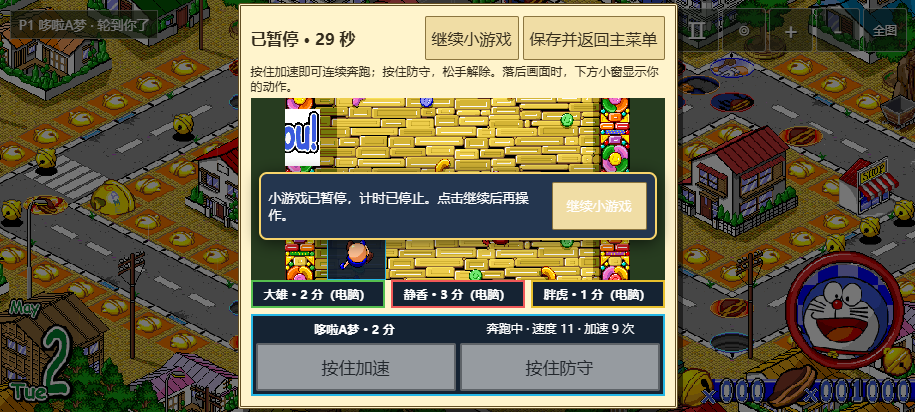 P1 哆啦A梦 · 轮到你了
已暂停 • 29 秒
继续小游戏
保存并返回主菜单
II
+
-
全图
按住加速即可连续奔跑；按住防守，松手解除。落后画面时，下方小窗显示你
的动作。
ou!
小游戏已暂停，计时已停止。点击继续后再操
作。
继续小游戏
大雄 • 2 分 (电脑)
静香 • 3 分 (电脑)
胖虎 • 1 分 (电脑)
哆啦A梦 • 2 分
奔跑中 · 速度 11 · 加速 9 次
按住加速
按住防守
May
2
Tue
x000
x001000